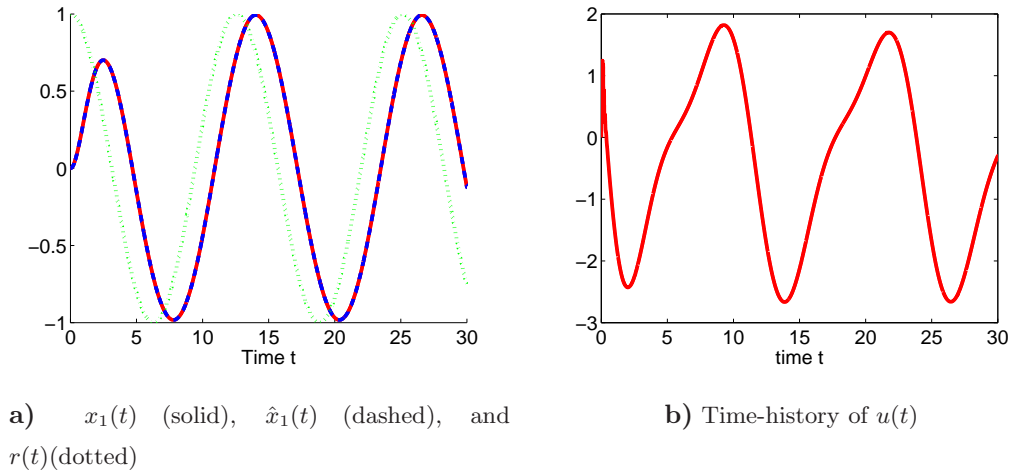 1
0.5
0
−0.5
−1
0 5 10 15 20 25 30
Time t
2
1
0
−1
−2
−3
0 5 10 15 20 25 30
time t
a) x₁(t) (solid), x̂₁(t) (dashed), and
r(t)(dotted)
b) Time-history of u(t)